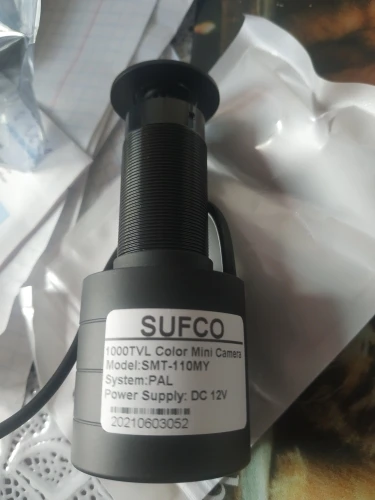 SUFCO
1000TVL Color Mini Camera
Model:SMT-110MY
System:PAL
Power Supply: DC 12V
20210603052